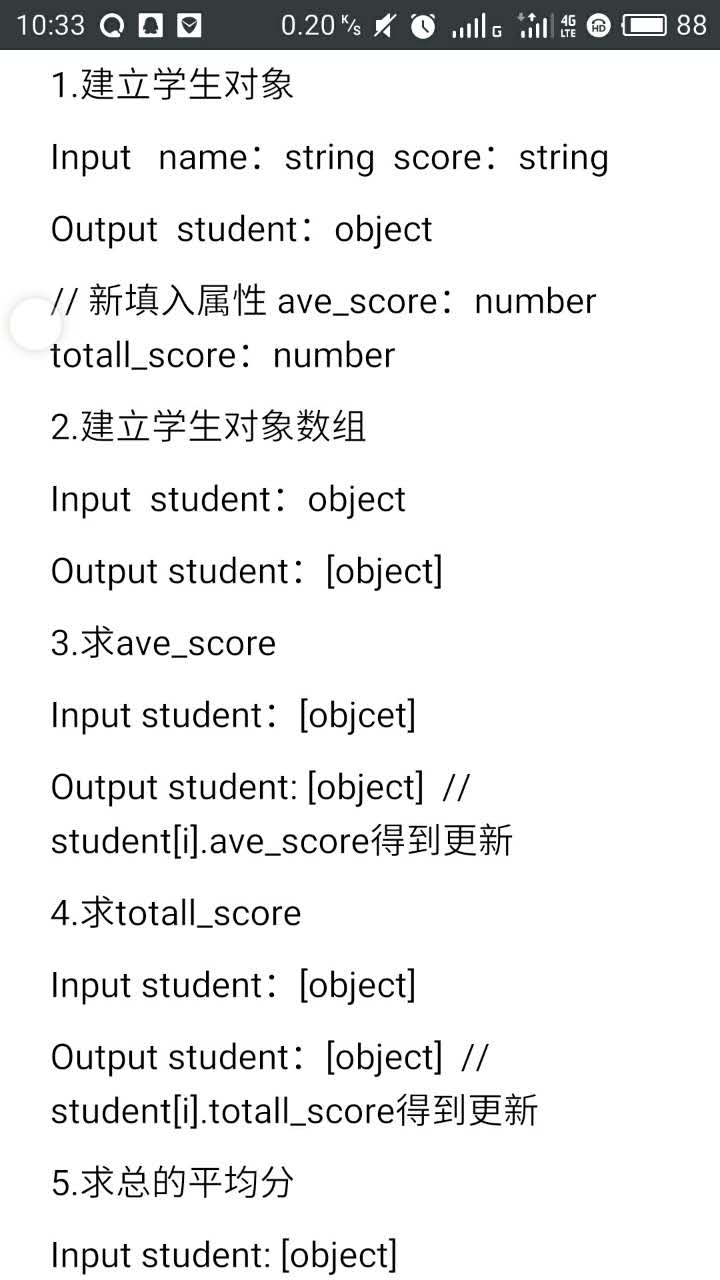 10:33 0.20 K/s G 4G LTE HD 88
1.建立学生对象
Input name：string score：string
Output student：object
// 新填入属性 ave_score：number
totall_score：number
2.建立学生对象数组
Input student：object
Output student：[object]
3.求ave_score
Input student：[objcet]
Output student: [object] //
student[i].ave_score得到更新
4.求totall_score
Input student：[object]
Output student：[object] //
student[i].totall_score得到更新
5.求总的平均分
Input student: [object]